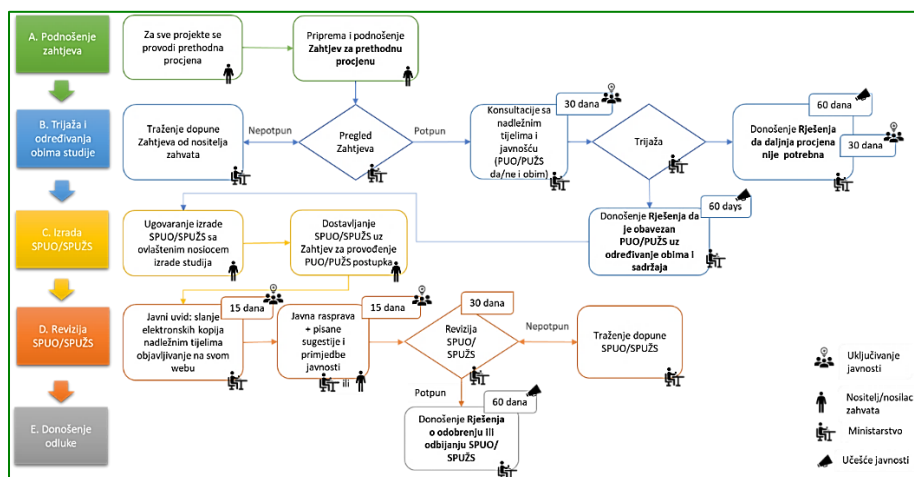 A. Podnošenje
zahtjeva
Za sve projekte se
provodi prethodna
procjena
Priprema i podnošenje
Zahtjev za prethodnu
procjenu
B. Trijaža i
određivanja
obima studije
Traženje dopune
Zahtjeva od nositelja
zahvata
Nepotpun
Pregled
Zahtjeva
Potpun
30 dana
Konsultacije sa
nadležnim
tijelima i
javnošću
(PUO/PUŽS
da/ne i obim)
Trijaža
60 dana
Donošenje Rješenja
da daljnja procjena
nije potrebna
30 dana
C. Izrada
SPUO/SPUŽS
Ugovaranje izrade
SPUO/SPUŽS sa
ovlaštenim nosiocem
izrade studija
Dostavljanje
SPUO/SPUŽS uz
Zahtjev za provođenje
PUO/PUŽS postupka
60 days
Donošenje Rješenja da
je obavezan
PUO/PUŽS uz
određivanje obima i
sadržaja
D. Revizija
SPUO/SPUŽS
15 dana
Javni uvid: slanje
elektronskih kopija
nadležnim tijelima
objavljivanje na svom
webu
15 dana
Javna rasprava
+ pisane
sugestije i
primjedbe
javnosti
ili
30 dana
Revizija
SPUO/
SPUŽS
Nepotpun
Traženje dopune
SPUO/SPUŽS
Potpun
E. Donošenje
odluke
60 dana
Donošenje Rješenja
o odobrenju ili
odbijanju SPUO/
SPUŽS
Uključivanje
javnosti
Nositelj/nosilac
zahvata
Ministarstvo
Učešće javnosti